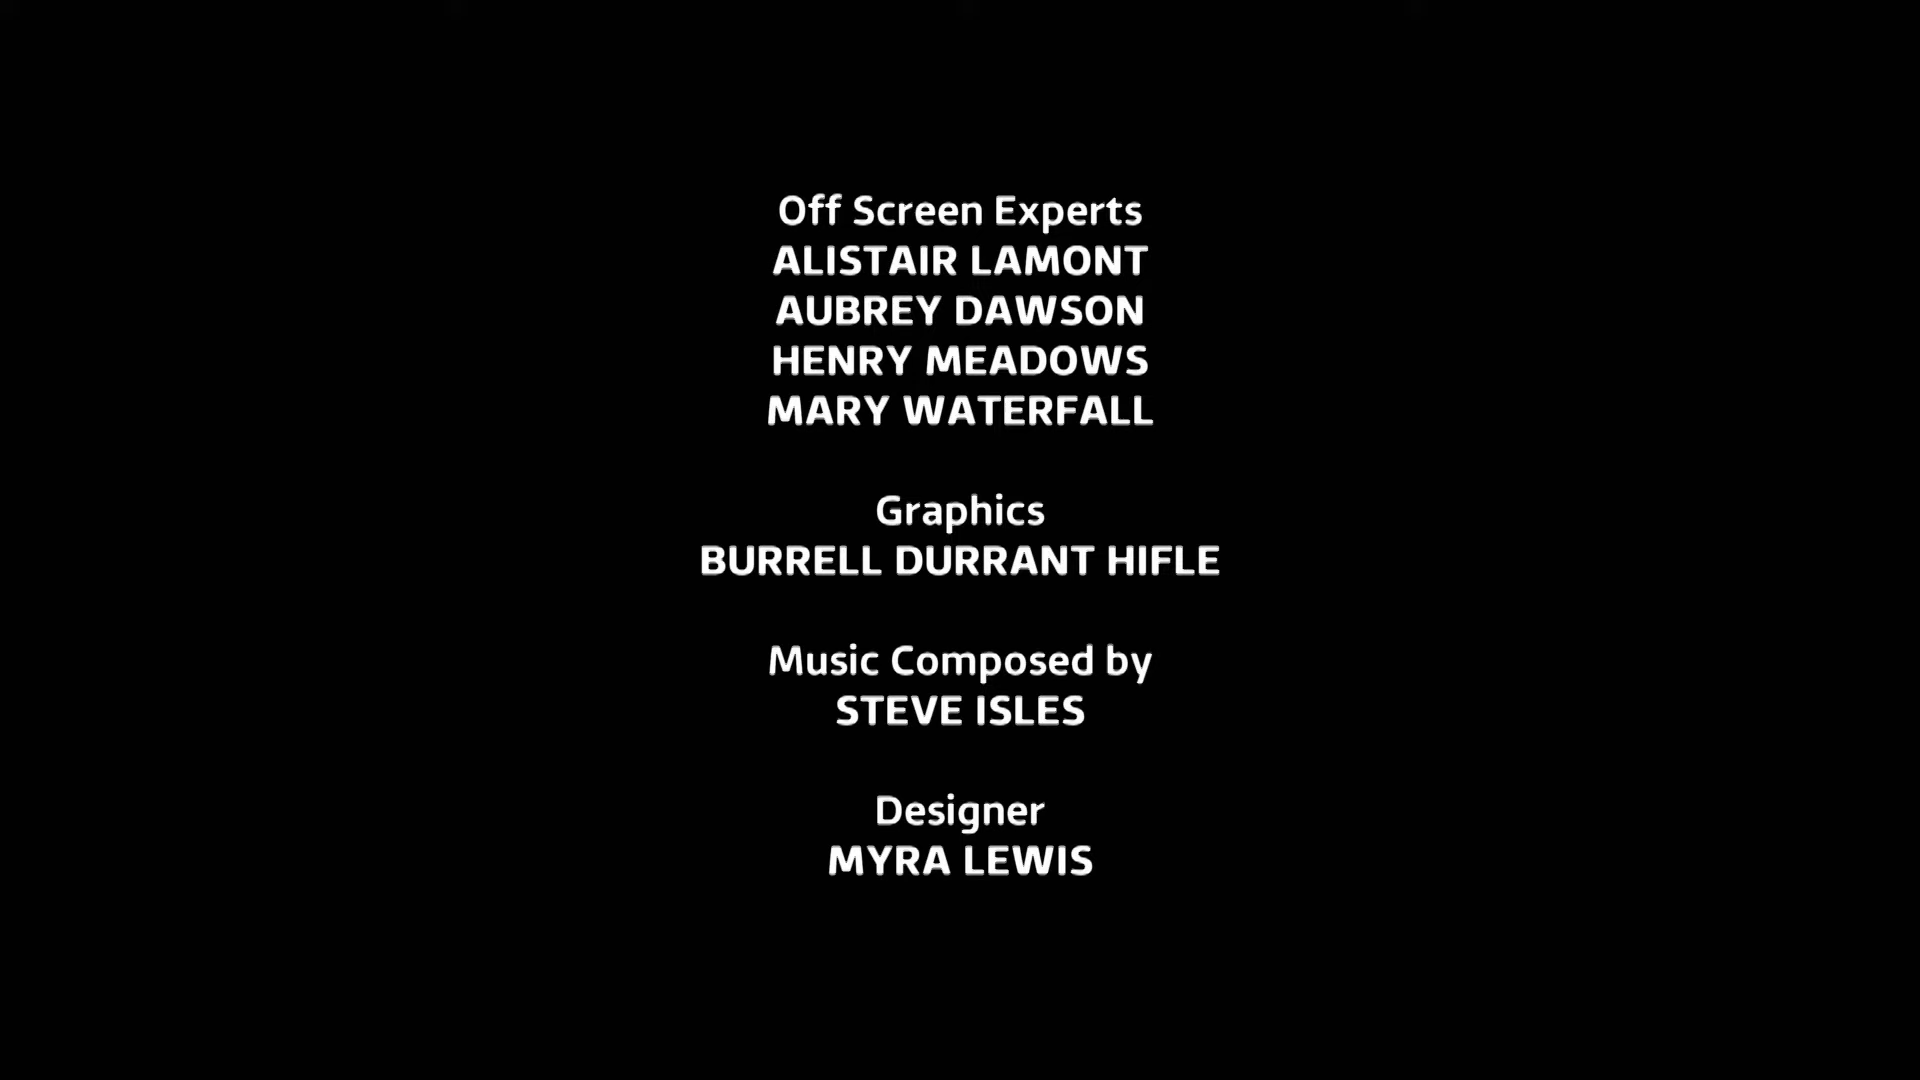 Off Screen Experts
ALISTAIR LAMONT
AUBREY DAWSON
HENRY MEADOWS
MARY WATERFALL
Graphics
BURRELL DURRANT HIFLE
Music Composed by
STEVE ISLES
Designer
MYRA LEWIS